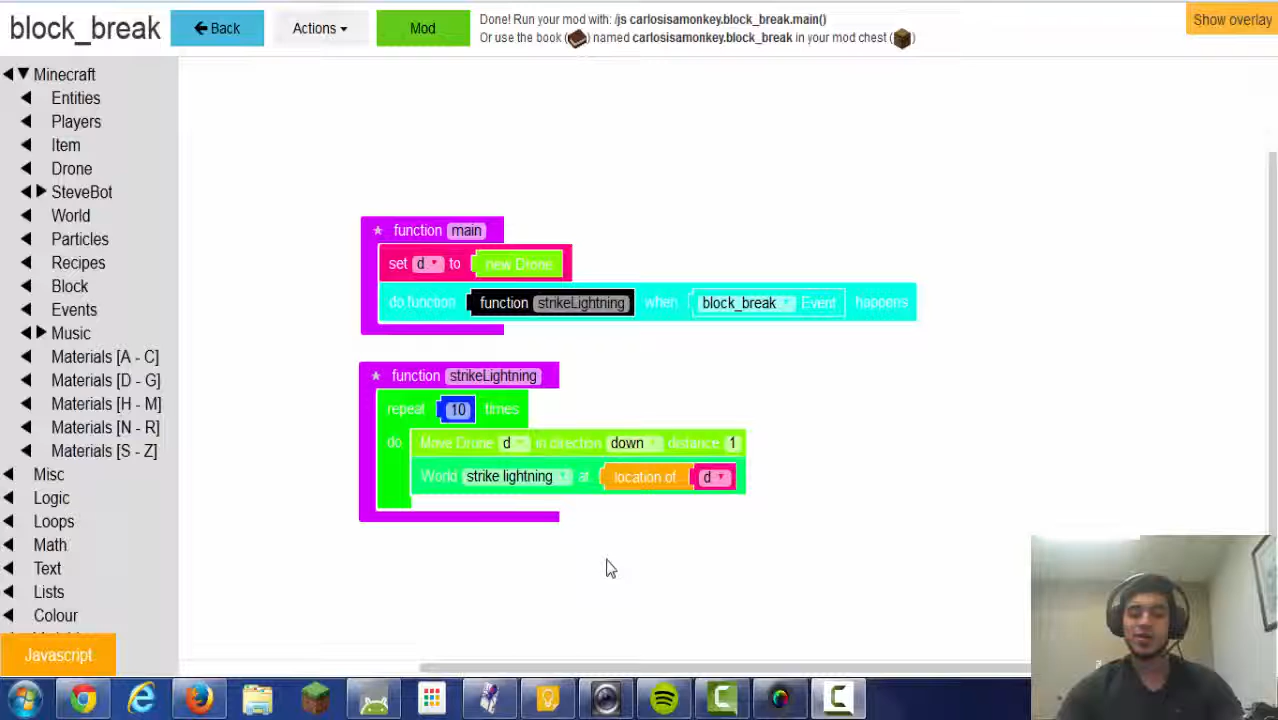 block_break
Back
Actions
Mod
Done! Run your mod with: /js carlosisamonkey.block_break.main()
Or use the book ( ) named carlosisamonkey.block_break in your mod chest ( )
Show overlay
Minecraft
Entities
Players
Item
Drone
SteveBot
World
Particles
Recipes
Block
Events
Music
Materials [A - C]
Materials [D - G]
Materials [H - M]
Materials [N - R]
Materials [S - Z]
Misc
Logic
Loops
Math
Text
Lists
Colour
Javascript
function main
set d to new Drone
do function function strikeLightning when block_break Event happens
function strikeLightning
repeat 10 times
do Move Drone d in direction down distance 1
World strike lightning at location of d